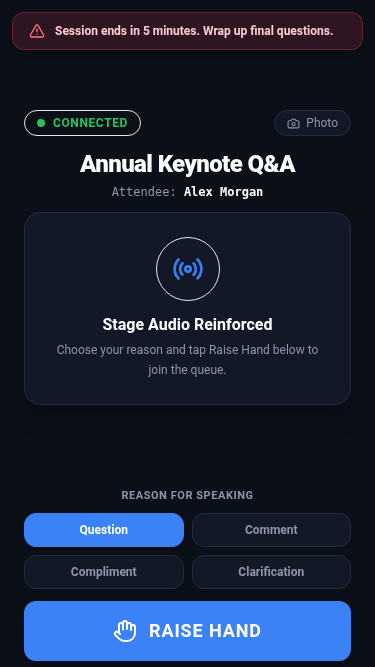 Session ends in 5 minutes. Wrap up final questions.
CONNECTED
Photo
Annual Keynote Q&A
Attendee: Alex Morgan
Stage Audio Reinforced
Choose your reason and tap Raise Hand below to
join the queue.
REASON FOR SPEAKING
Question
Comment
Compliment
Clarification
RAISE HAND